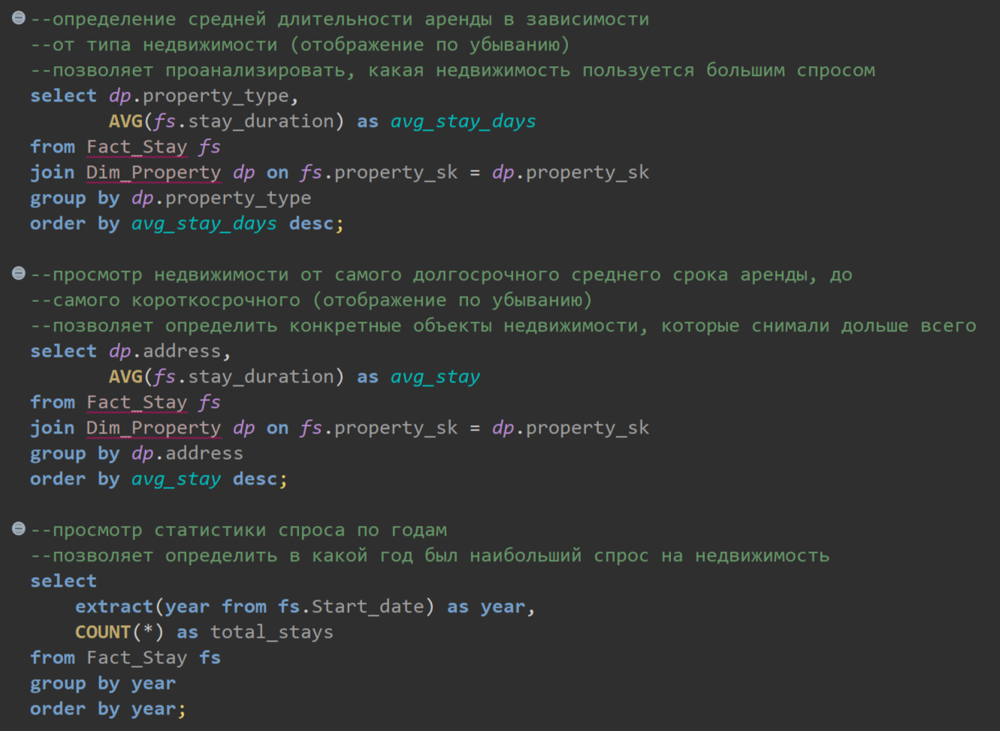 --определение средней длительности аренды в зависимости
--от типа недвижимости (отображение по убыванию)
--позволяет проанализировать, какая недвижимость пользуется большим спросом
select dp.property_type,
       AVG(fs.stay_duration) as avg_stay_days
from Fact_Stay fs
join Dim_Property dp on fs.property_sk = dp.property_sk
group by dp.property_type
order by avg_stay_days desc;

--просмотр недвижимости от самого долгосрочного среднего срока аренды, до
--самого короткосрочного (отображение по убыванию)
--позволяет определить конкретные объекты недвижимости, которые снимали дольше всего
select dp.address,
       AVG(fs.stay_duration) as avg_stay
from Fact_Stay fs
join Dim_Property dp on fs.property_sk = dp.property_sk
group by dp.address
order by avg_stay desc;

--просмотр статистики спроса по годам
--позволяет определить в какой год был наибольший спрос на недвижимость
select
    extract(year from fs.Start_date) as year,
    COUNT(*) as total_stays
from Fact_Stay fs
group by year
order by year;